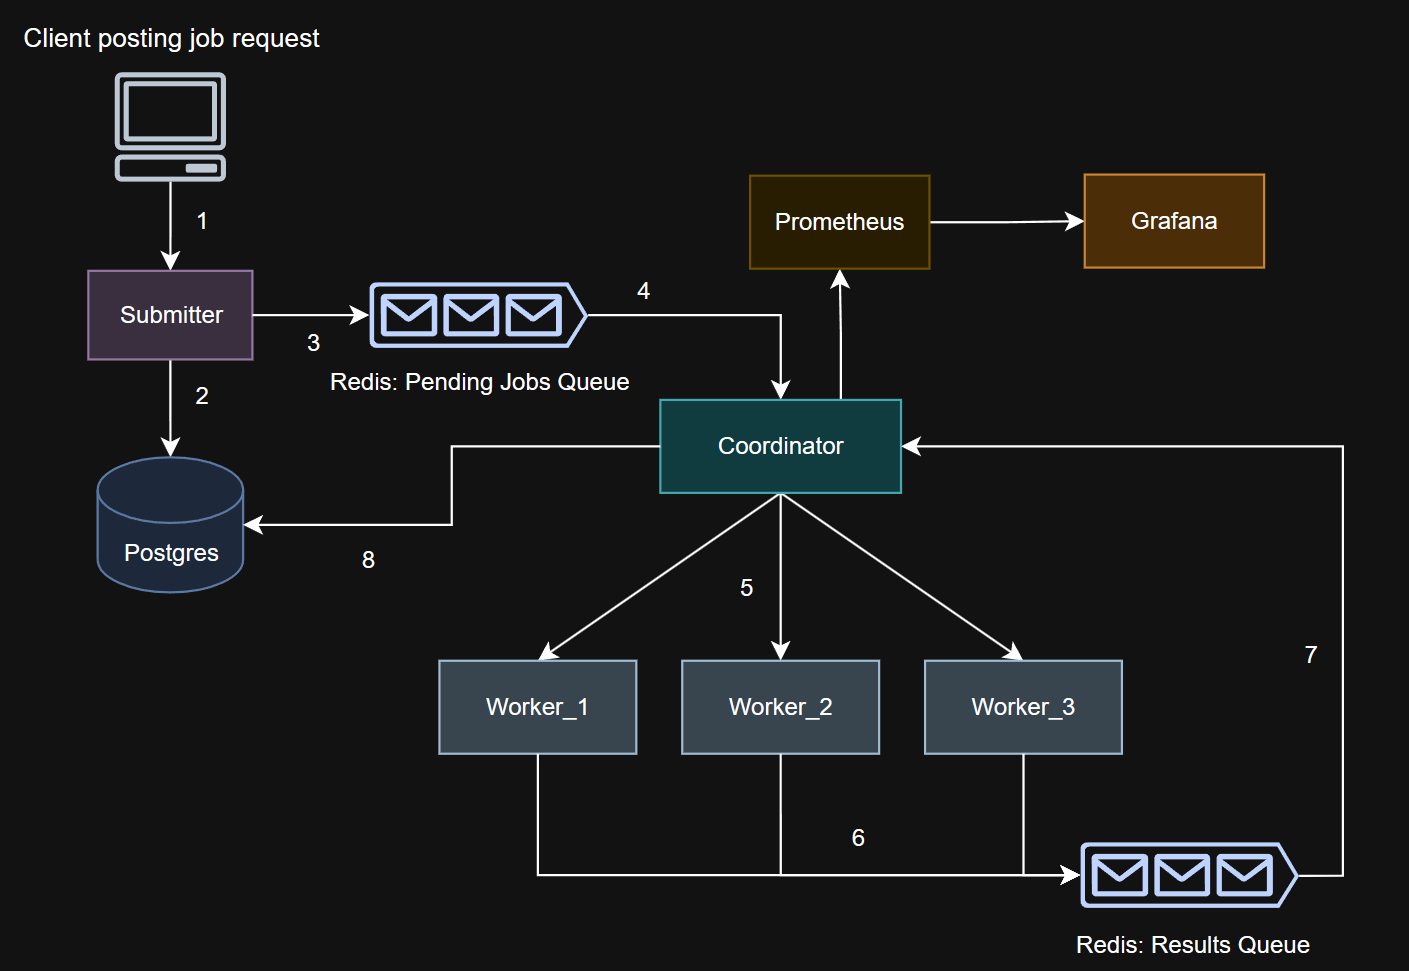 Client posting job request
1
Submitter
2
3
Redis: Pending Jobs Queue
4
Prometheus
Grafana
Coordinator
Postgres
8
5
7
Worker_1
Worker_2
Worker_3
6
Redis: Results Queue